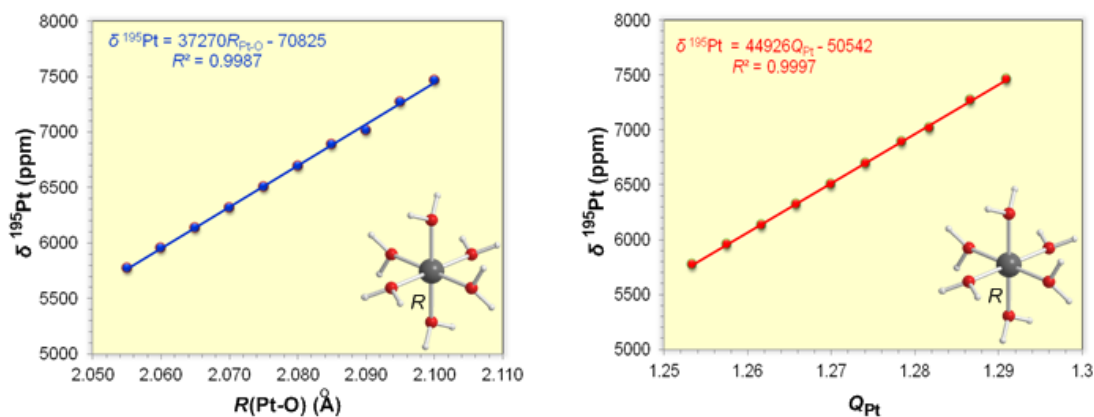 8000
7500
7000
6500
6000
5500
5000
δ ¹⁹⁵Pt (ppm)
δ ¹⁹⁵Pt = 37270R_Pt-O - 70825
R² = 0.9987
R
2.050 2.060 2.070 2.080 2.090 2.100 2.110
R(Pt-O) (Å)
8000
7500
7000
6500
6000
5500
5000
δ ¹⁹⁵Pt (ppm)
δ ¹⁹⁵Pt = 44926Q_Pt - 50542
R² = 0.9997
R
1.25 1.26 1.27 1.28 1.29 1.3
Q_Pt